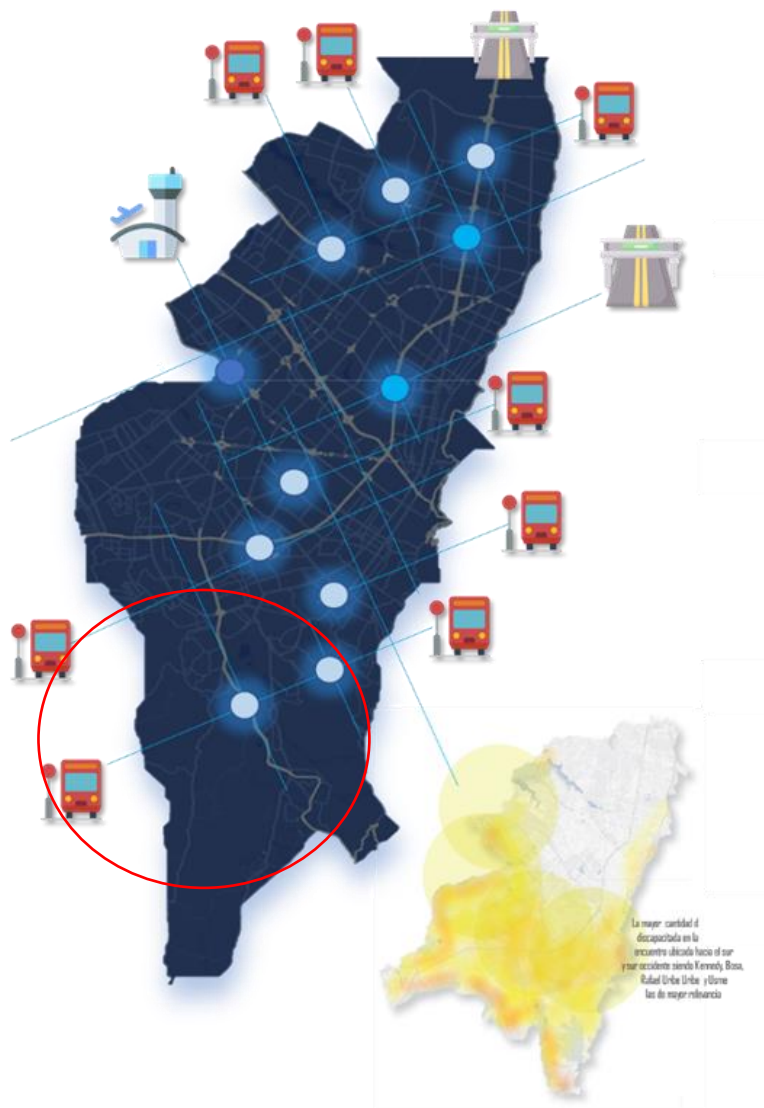 La mayor cantidad d
discapacitada en la
encuentro ubicada hacia el sur
y sur occidente siendo Kennedy, Bosa,
Rafael Uribe Uribe y Usme
las de mayor relevancia